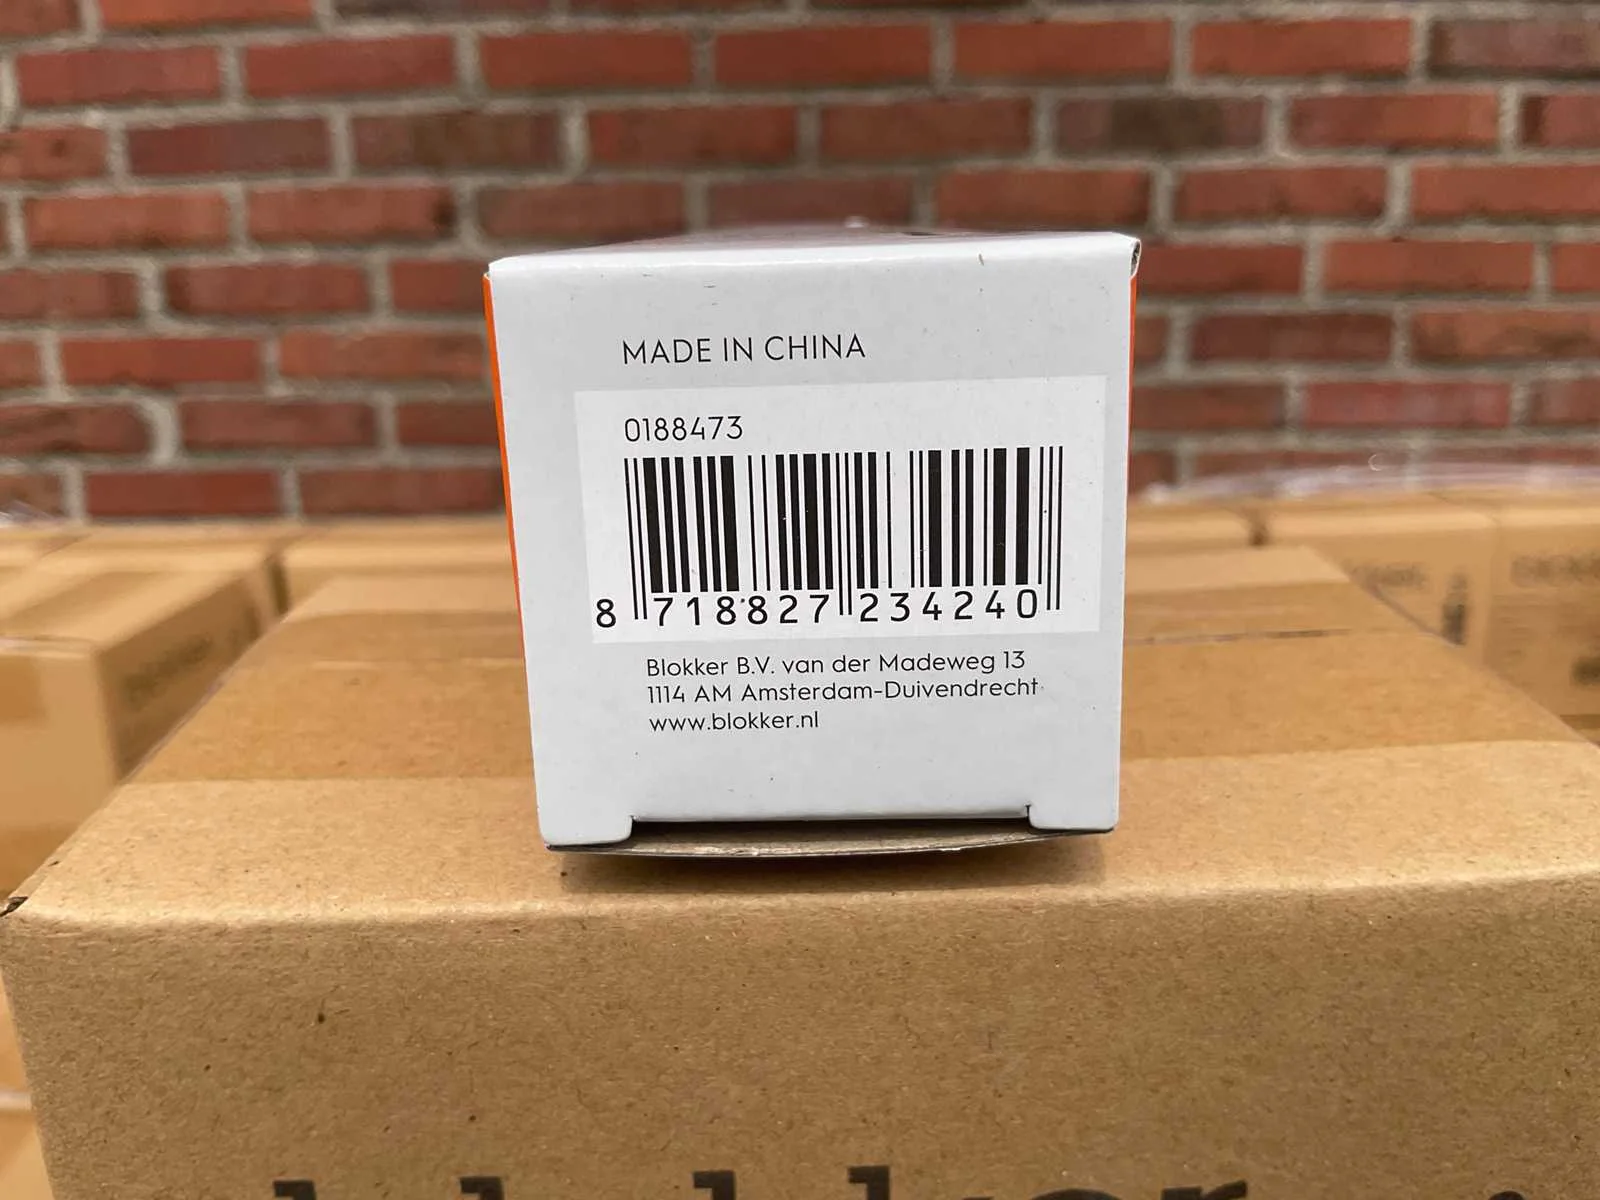 MADE IN CHINA
0188473
8 718827 234240
Blokker B.V. van der Madeweg 13
1114 AM Amsterdam-Duivendrecht
www.blokker.nl